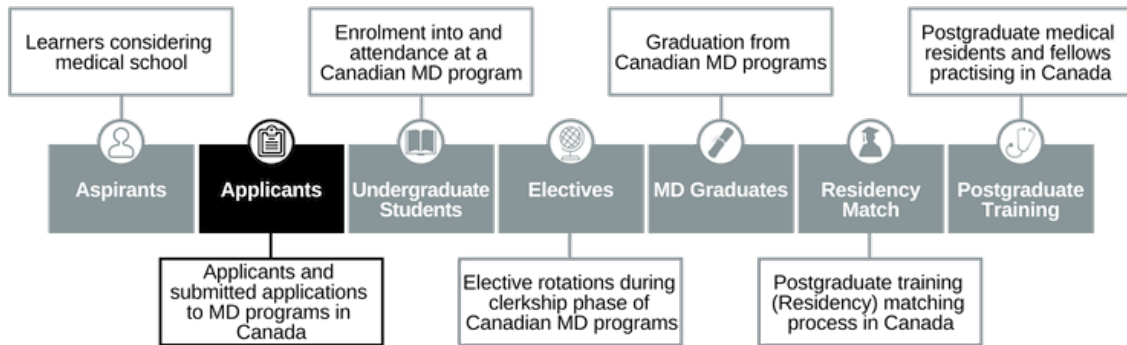 Learners considering
medical school
Enrolment into and
attendance at a
Canadian MD program
Graduation from
Canadian MD programs
Postgraduate medical
residents and fellows
practising in Canada
Aspirants
Applicants
Undergraduate
Students
Electives
MD Graduates
Residency
Match
Postgraduate
Training
Applicants and
submitted applications
to MD programs in
Canada
Elective rotations during
clerkship phase of
Canadian MD programs
Postgraduate training
(Residency) matching
process in Canada